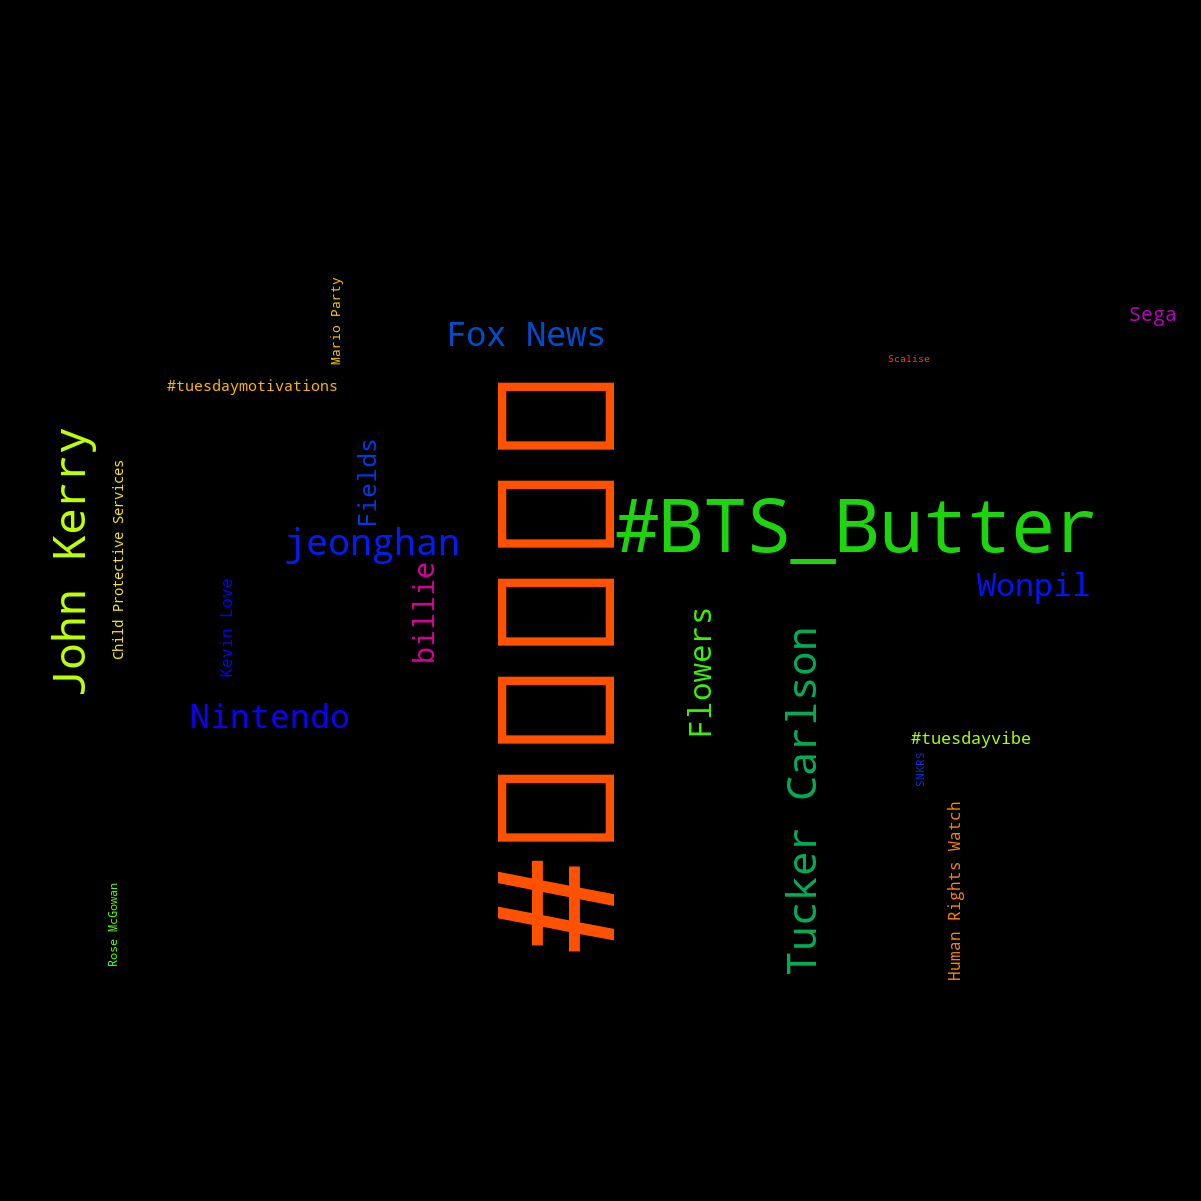 Mario Party
Fox News
Sega
Scalise
#tuesdaymotivations
John Kerry
Child Protective Services
Fields
jeonghan
#BTS_Butter
billie
Wonpil
Kevin Love
Flowers
Tucker Carlson
Nintendo
#tuesdayvibe
SNKRS
Human Rights Watch
Rose McGowan
#▯▯▯▯▯